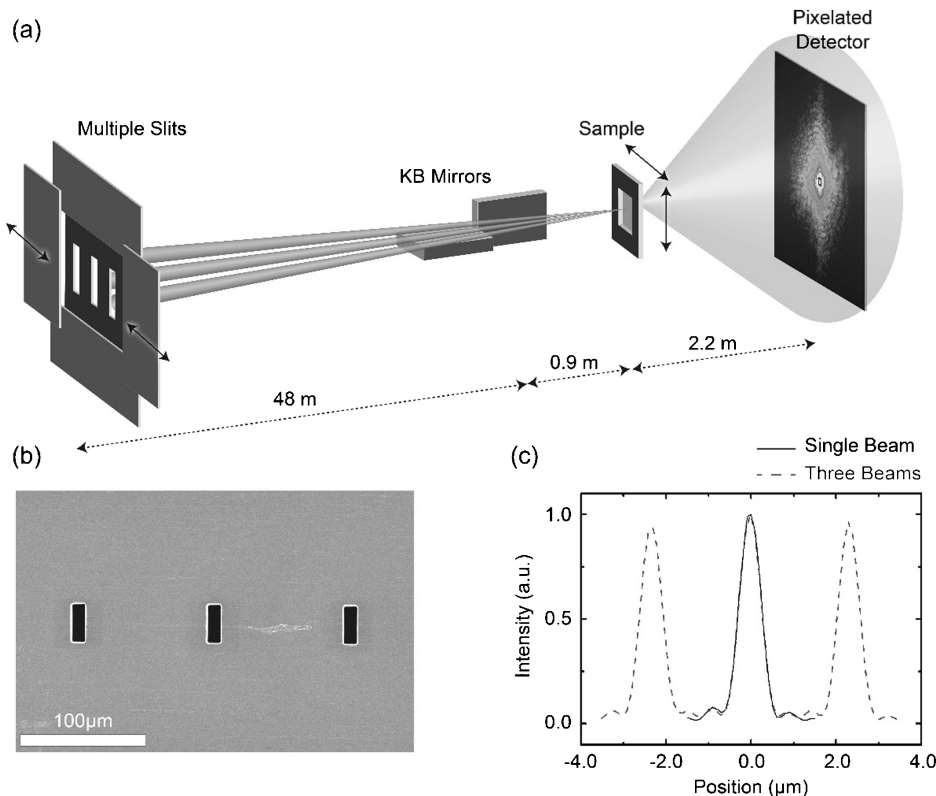 (a)
Pixelated
Detector
Multiple Slits
Sample
KB Mirrors
2.2 m
0.9 m
48 m
(b)
100µm
(c)
Single Beam
Three Beams
1.0
0.5
0.0
Intensity (a.u.)
-4.0 -2.0 0.0 2.0 4.0
Position (µm)